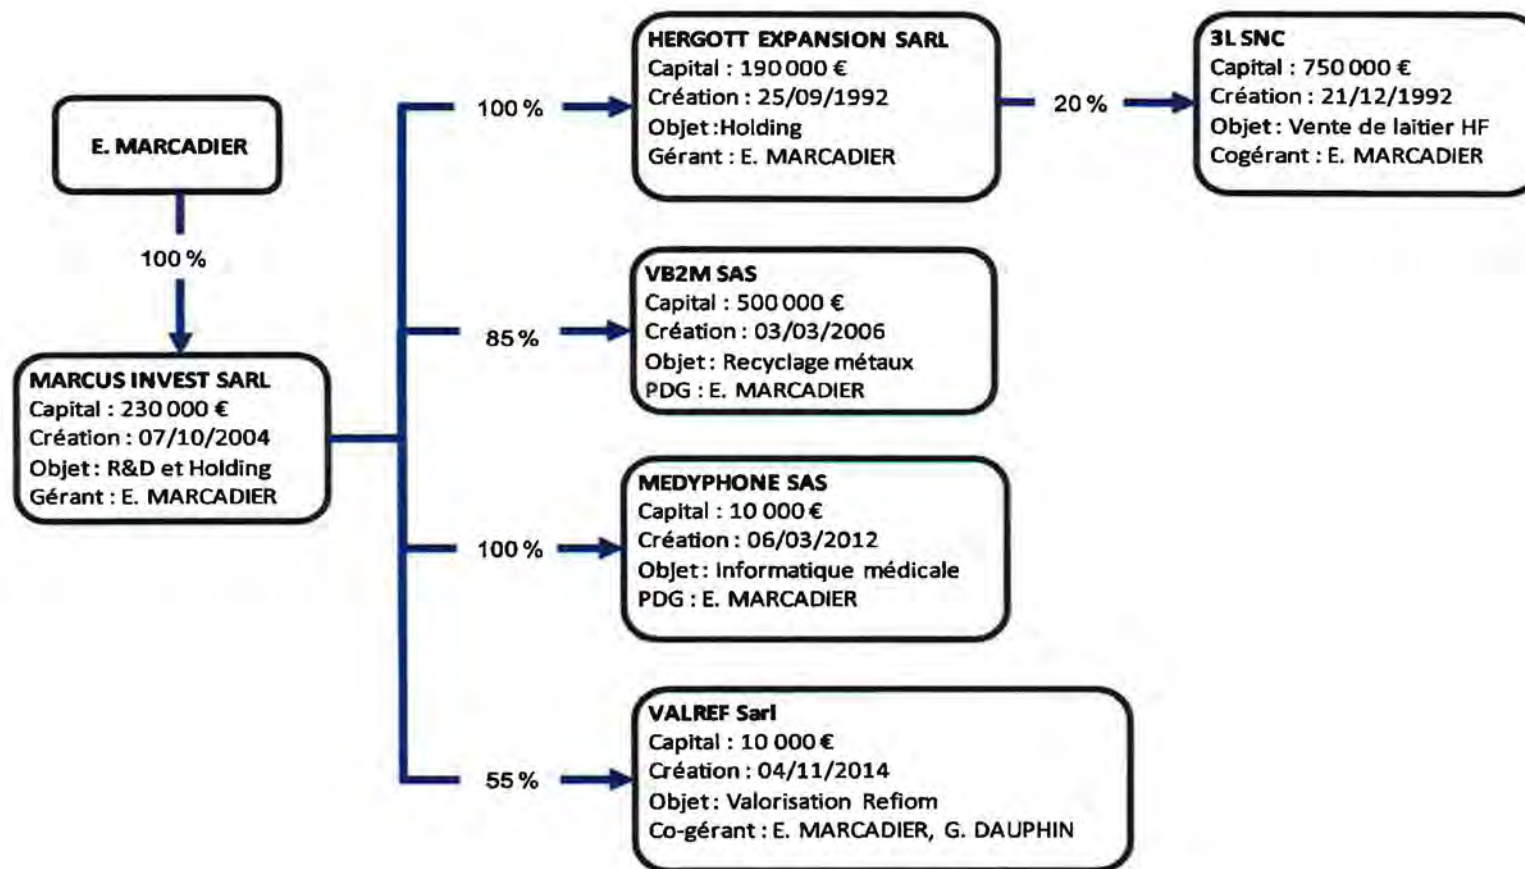 E. MARCADIER
100 %
MARCUS INVEST SARL
Capital : 230 000 €
Création : 07/10/2004
Objet : R&D et Holding
Gérant : E. MARCADIER
100 %
HERGOTT EXPANSION SARL
Capital : 190 000 €
Création : 25/09/1992
Objet :Holding
Gérant : E. MARCADIER
20 %
3L SNC
Capital : 750 000 €
Création : 21/12/1992
Objet : Vente de laitier HF
Cogérant : E. MARCADIER
85 %
VB2M SAS
Capital : 500 000 €
Création : 03/03/2006
Objet : Recyclage métaux
PDG : E. MARCADIER
100 %
MEDYPHONE SAS
Capital : 10 000 €
Création : 06/03/2012
Objet : Informatique médicale
PDG : E. MARCADIER
55 %
VALREF Sarl
Capital : 10 000 €
Création : 04/11/2014
Objet : Valorisation Refiom
Co-gérant : E. MARCADIER, G. DAUPHIN